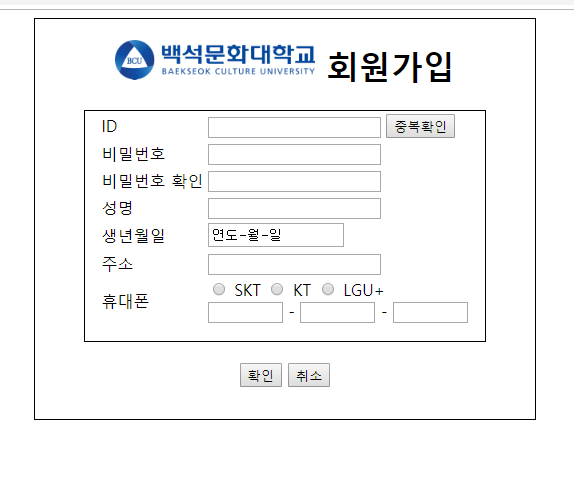 BCU 백석문화대학교 회원가입
BAEKSEOK CULTURE UNIVERSITY
ID 중복확인
비밀번호
비밀번호 확인
성명
생년월일 연도-월-일
주소
휴대폰 SKT KT LGU+
- -
확인 취소